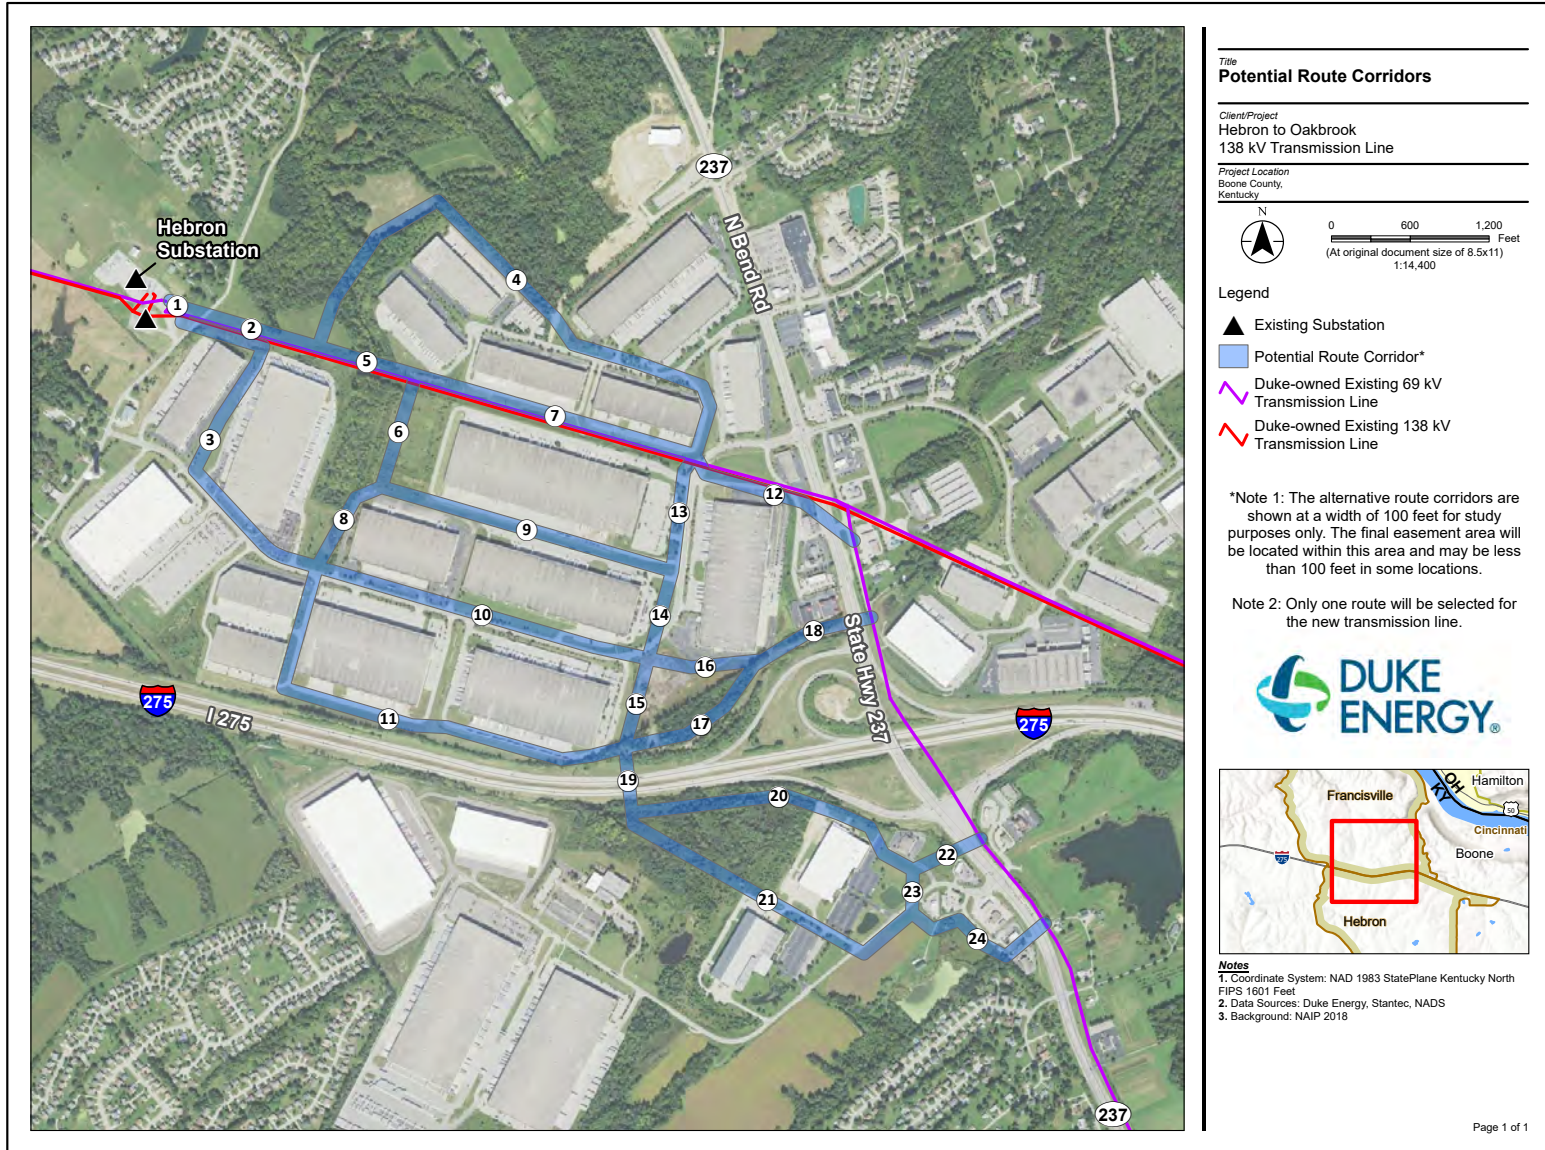 Hebron
Substation
237
N Bend Rd
1
2
3
4
5
6
7
8
9
10
11
12
13
14
15
16
17
18
19
20
21
22
23
24
State Hwy 237
275
I 275
275
237
Title
Potential Route Corridors
Client/Project
Hebron to Oakbrook
138 kV Transmission Line
Project Location
Boone County,
Kentucky
N
0 600 1,200
Feet
(At original document size of 8.5x11)
1:14,400
Legend
Existing Substation
Potential Route Corridor*
Duke-owned Existing 69 kV
Transmission Line
Duke-owned Existing 138 kV
Transmission Line
*Note 1: The alternative route corridors are
shown at a width of 100 feet for study
purposes only. The final easement area will
be located within this area and may be less
than 100 feet in some locations.
Note 2: Only one route will be selected for
the new transmission line.
DUKE
ENERGY®
Francisville
OH
KY
Hamilton
50
Cincinnati
275
Boone
Hebron
Notes
1. Coordinate System: NAD 1983 StatePlane Kentucky North
FIPS 1601 Feet
2. Data Sources: Duke Energy, Stantec, NADS
3. Background: NAIP 2018
Page 1 of 1